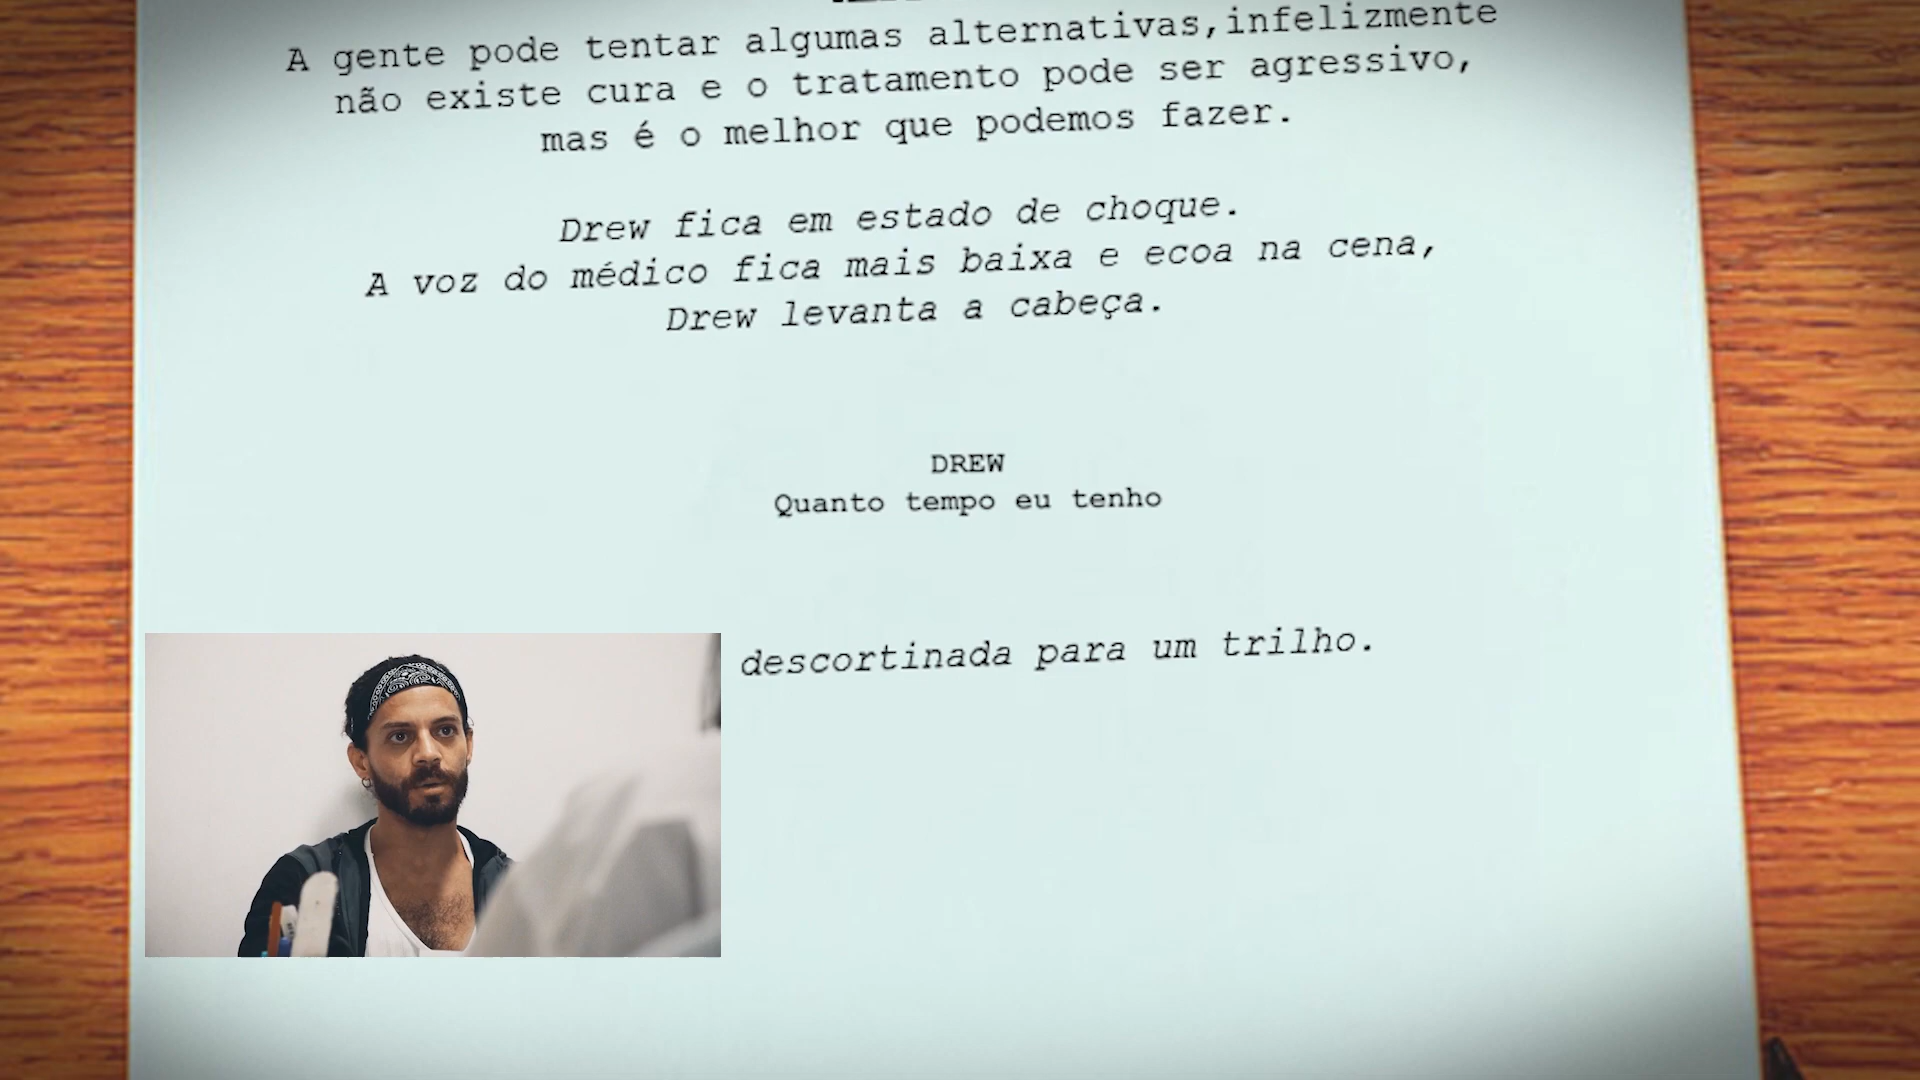 A gente pode tentar algumas alternativas,infelizmente
não existe cura e o tratamento pode ser agressivo,
mas é o melhor que podemos fazer.
Drew fica em estado de choque.
A voz do médico fica mais baixa e ecoa na cena,
Drew levanta a cabeça.
DREW
Quanto tempo eu tenho
descortinada para um trilho.